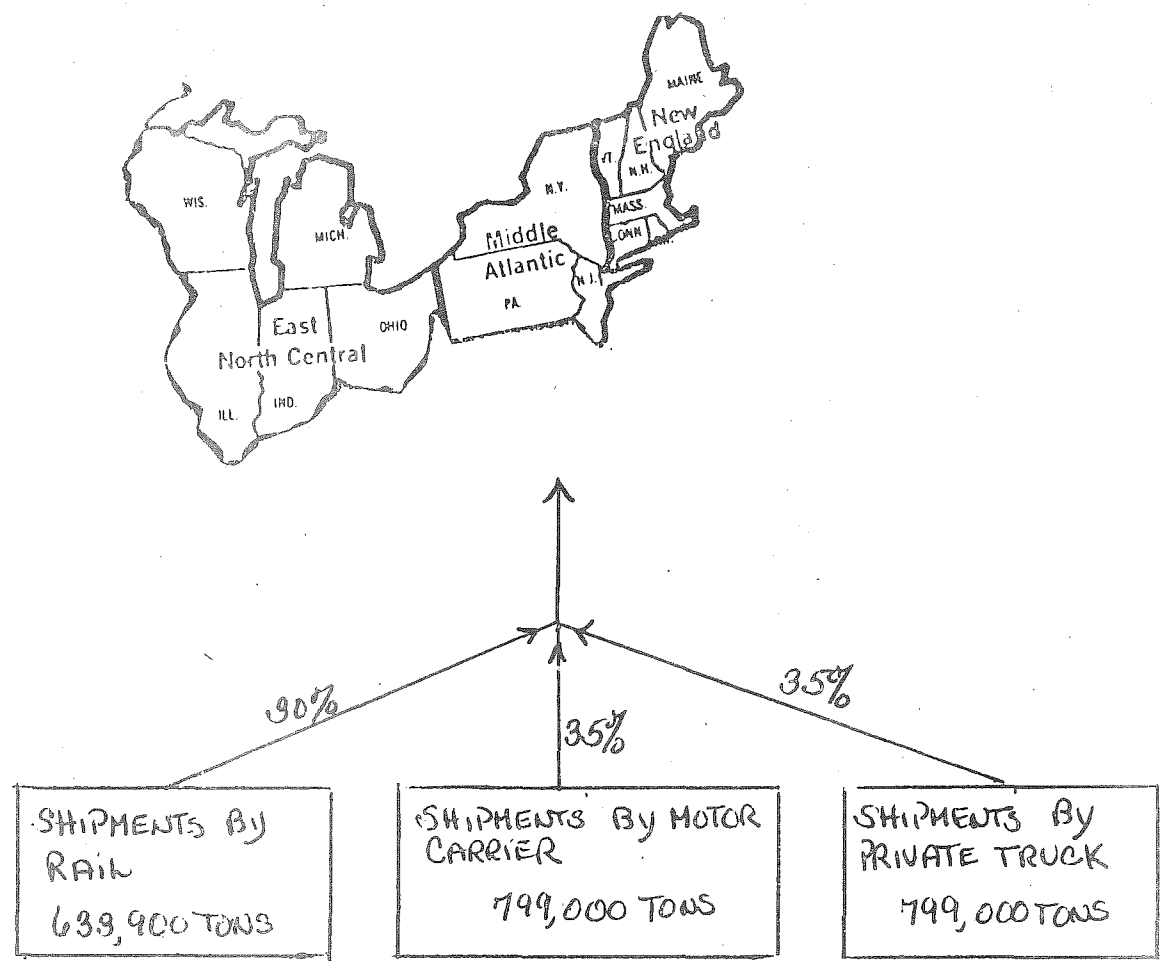 MAINE
New
England
VT.
N.H.
N.Y.
WIS.
MASS.
MICH.
CONN
Middle
Atlantic
N.J.
PA.
East
North Central
OHIO
ILL.
IND.
30%
35%
35%
SHIPMENTS BY
RAIL
639,900 TONS
SHIPMENTS BY MOTOR
CARRIER
799,000 TONS
SHIPMENTS BY
PRIVATE TRUCK
799,000 TONS